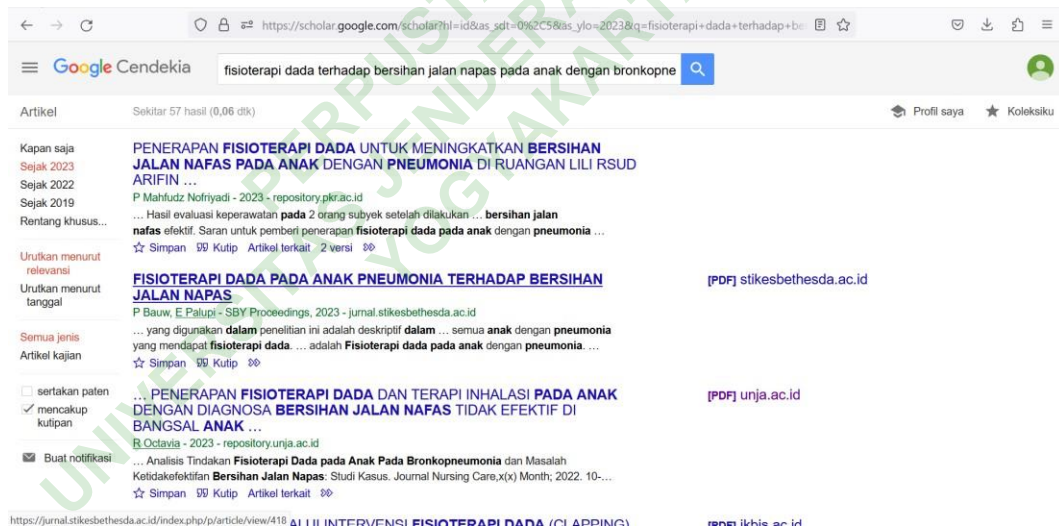 https://scholar.google.com/scholar?hl=id&as_sdt=0%2C5&as_ylo=2023&q=fisioterapi+dada+terhadap+be
Google Cendekia
fisioterapi dada terhadap bersihan jalan napas pada anak dengan bronkopne
Artikel
Sekitar 57 hasil (0,06 dtk)
Profil saya
Koleksiku
Kapan saja
Sejak 2023
Sejak 2022
Sejak 2019
Rentang khusus...
Urutkan menurut
relevansi
Urutkan menurut
tanggal
Semua jenis
Artikel kajian
sertakan paten
mencakup
kutipan
Buat notifikasi
PENERAPAN FISIOTERAPI DADA UNTUK MENINGKATKAN BERSIHAN
JALAN NAFAS PADA ANAK DENGAN PNEUMONIA DI RUANGAN LILI RSUD
ARIFIN ...
P Mahfudz Nofriyadi - 2023 - repository.pkr.ac.id
... Hasil evaluasi keperawatan pada 2 orang subyek setelah dilakukan ... bersihan jalan
nafas efektif. Saran untuk pemberi penerapan fisioterapi dada pada anak dengan pneumonia ...
Simpan Kutip Artikel terkait 2 versi
FISIOTERAPI DADA PADA ANAK PNEUMONIA TERHADAP BERSIHAN
JALAN NAPAS
P Bauw, E Palupi - SBY Proceedings, 2023 - jurnal.stikesbethesda.ac.id
... yang digunakan dalam penelitian ini adalah deskriptif dalam ... semua anak dengan pneumonia
yang mendapat fisioterapi dada. ... adalah Fisioterapi dada pada anak dengan pneumonia. ...
Simpan Kutip
[PDF] stikesbethesda.ac.id
... PENERAPAN FISIOTERAPI DADA DAN TERAPI INHALASI PADA ANAK
DENGAN DIAGNOSA BERSIHAN JALAN NAFAS TIDAK EFEKTIF DI
BANGSAL ANAK ...
R Octavia - 2023 - repository.unja.ac.id
... Analisis Tindakan Fisioterapi Dada pada Anak Pada Bronkopneumonia dan Masalah
Ketidakefektifan Bersihan Jalan Napas: Studi Kasus. Journal Nursing Care,x(x) Month; 2022. 10-...
Simpan Kutip Artikel terkait
[PDF] unja.ac.id
https://jurnal.stikesbethesda.ac.id/index.php/p/article/view/418
INTERVENSI FISIOTERAPI DADA (CLAPPING)
[PDF] ikbis.ac.id
UNIVERSITAS JENDERA
YOGYAKART